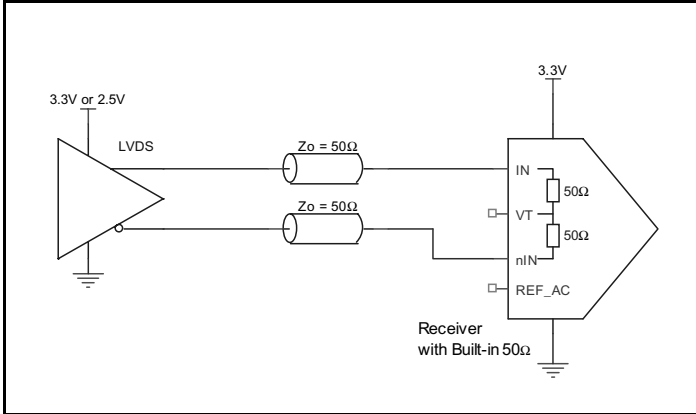 3.3V
3.3V or 2.5V
LVDS
Zo = 50Ω
IN
50Ω
Zo = 50Ω
VT
50Ω
nIN
REF_AC
Receiver
with Built-in 50Ω